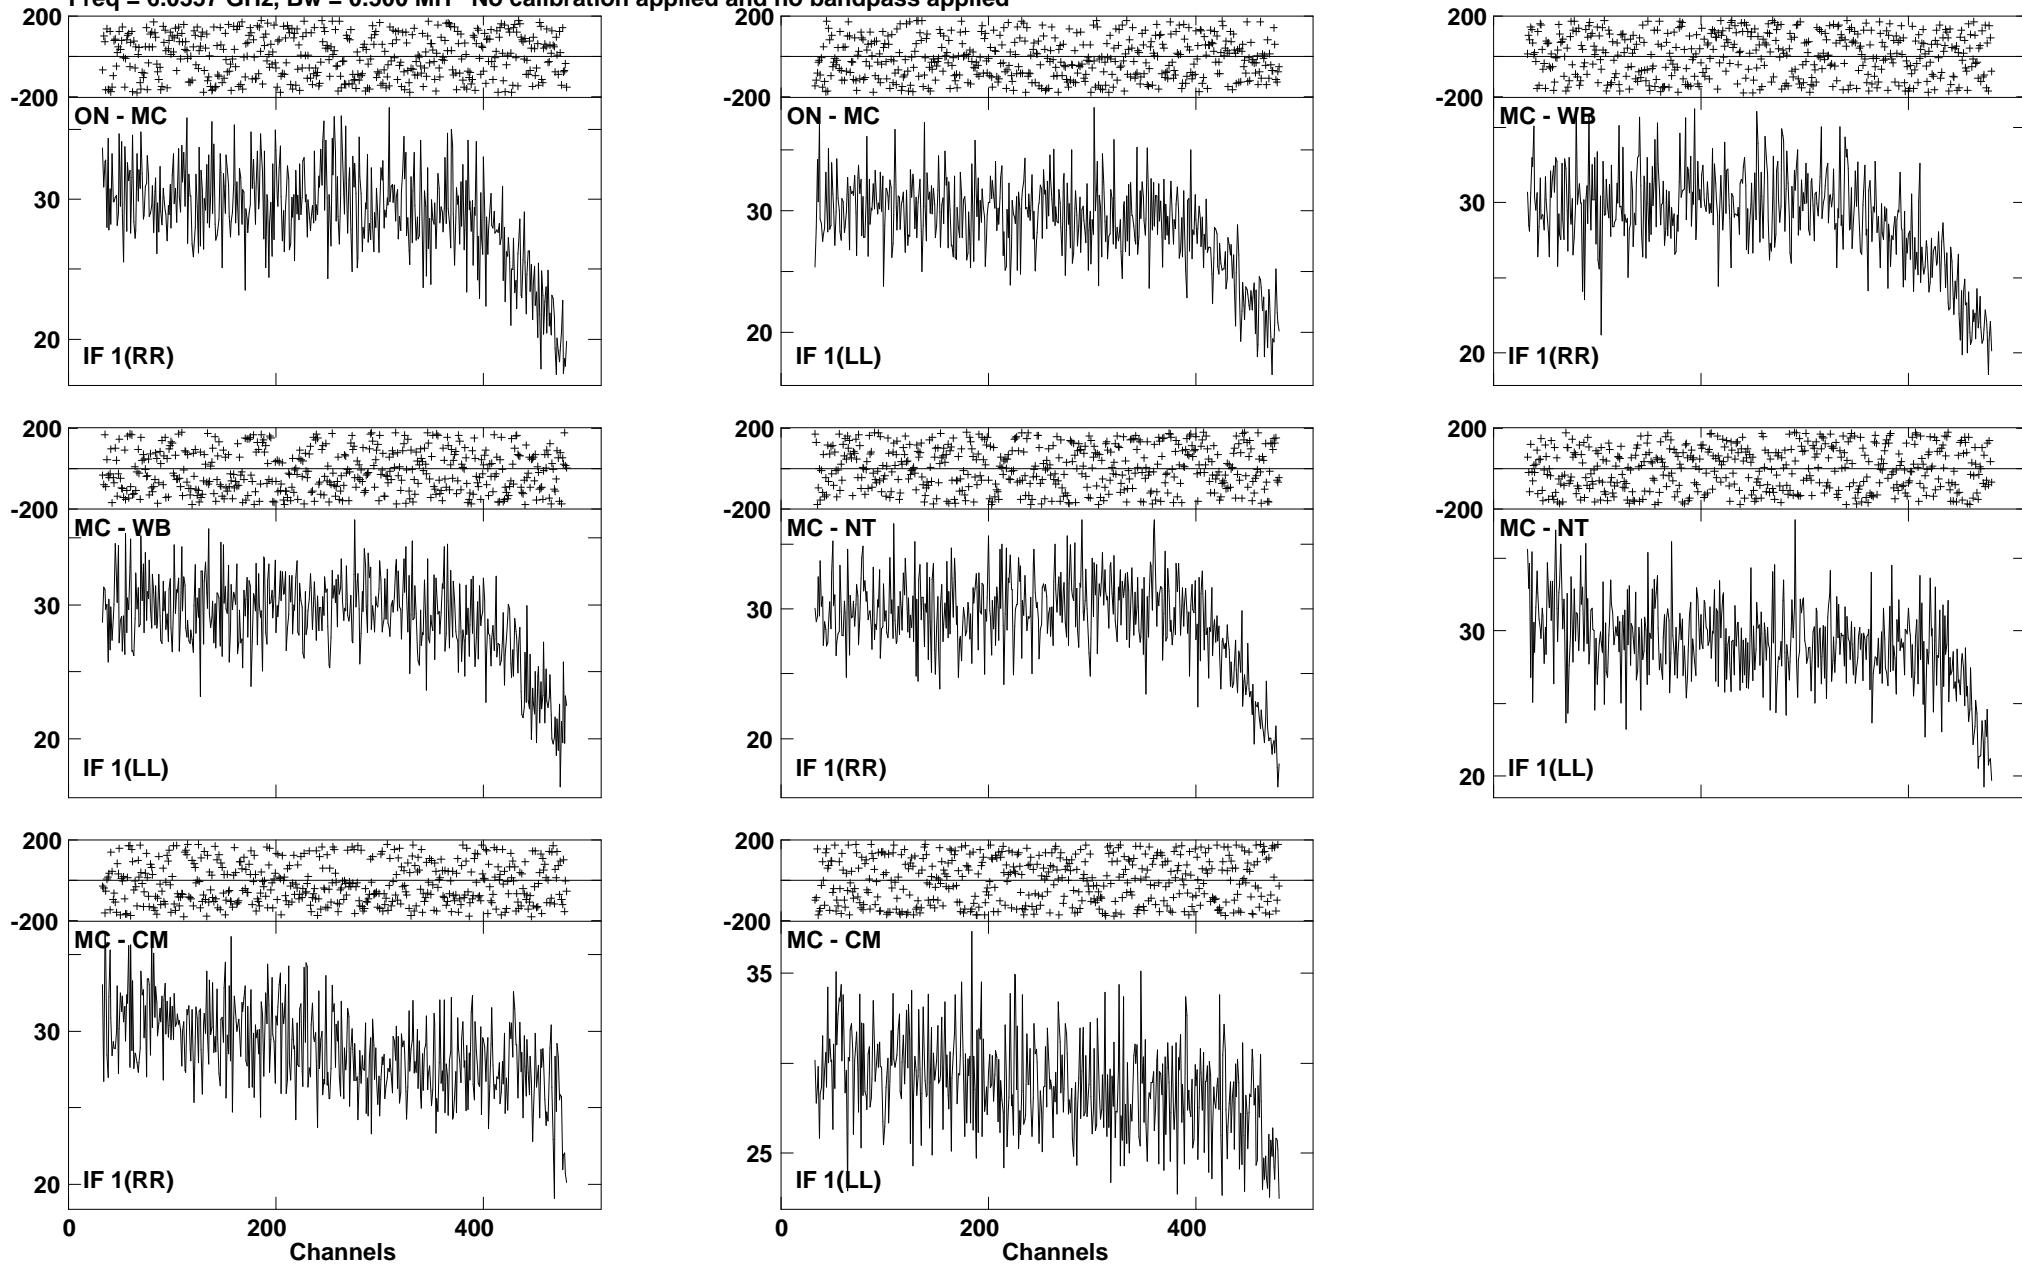 Freq = 6.0357 GHz, Bw = 0.500 MH No calibration applied and no bandpass applied
200 200 200
-200 -200 -200
ON - MC ON - MC MC - WB
30 30 30
20 20 20
IF 1(RR) IF 1(LL) IF 1(RR)
200 200 200
-200 -200 -200
MC - WB MC - NT MC - NT
30 30 30
20 20 20
IF 1(LL) IF 1(RR) IF 1(LL)
200 200
-200 -200
MC - CM MC - CM
35
30
25
20
IF 1(RR) IF 1(LL)
0 200 400 0 200 400
Channels Channels